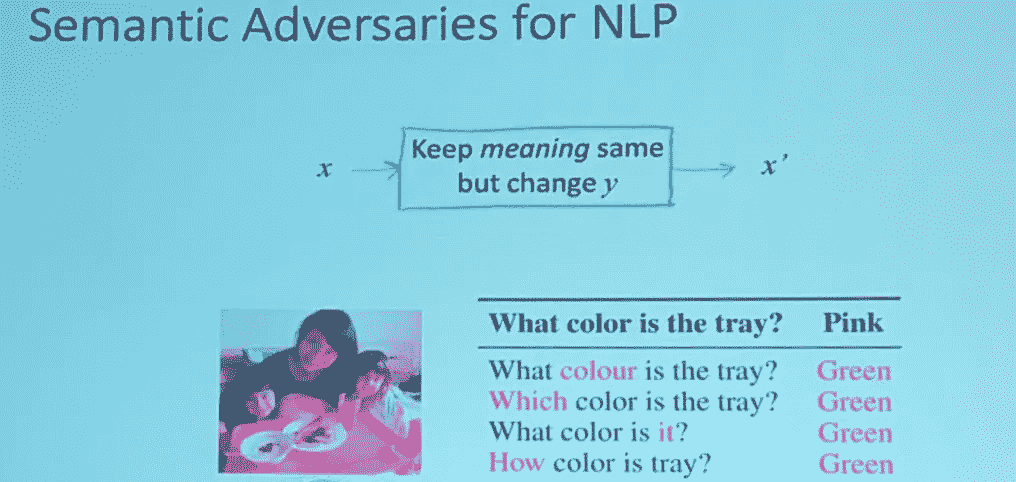 Semantic Adversaries for NLP
x
Keep meaning same
but change y
x’
What color is the tray? Pink
What colour is the tray? Green
Which color is the tray? Green
What color is it? Green
How color is tray? Green